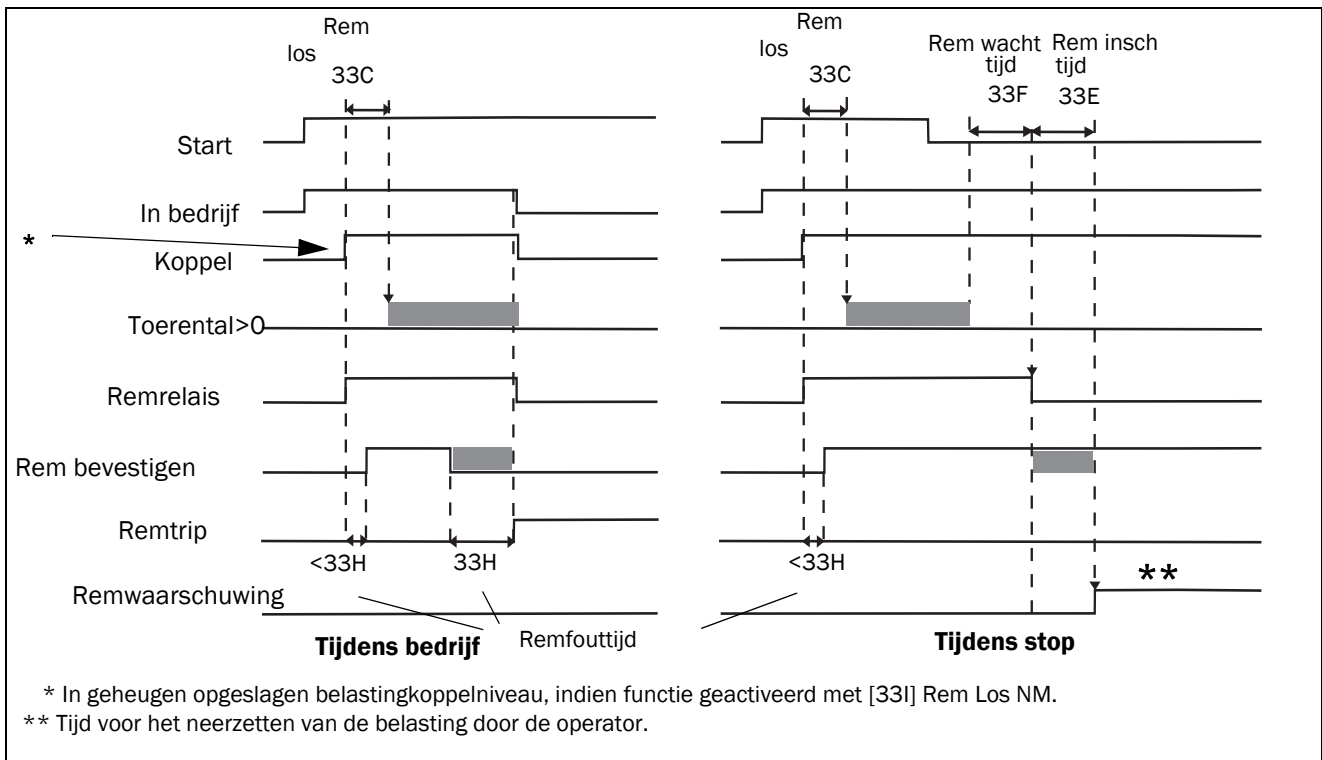 Rem
los
33C
Rem
los
33C
Rem wacht
tijd
33F
Rem insch
tijd
33E
Start
In bedrijf
*
Koppel
Toerental>0
Remrelais
Rem bevestigen
Remtrip
<33H
33H
<33H
Remwaarschuwing
**
Tijdens bedrijf
Remfouttijd
Tijdens stop
* In geheugen opgeslagen belastingkoppelniveau, indien functie geactiveerd met [33I] Rem Los NM.
** Tijd voor het neerzetten van de belasting door de operator.